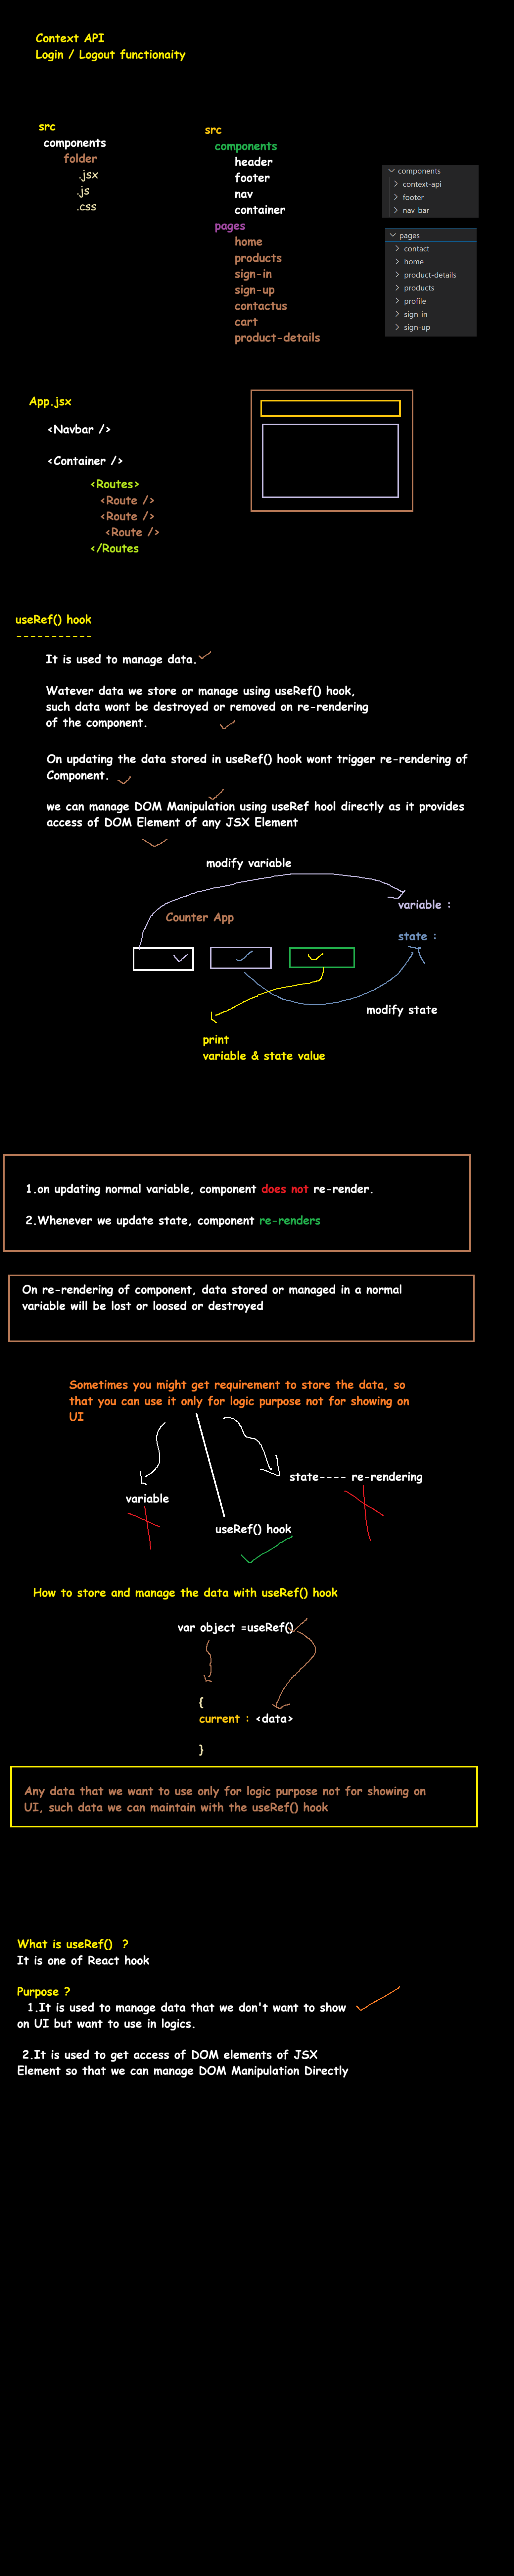 Context API
Login / Logout functionaity
src
components
folder
.jsx
.js
.css
src
components
header
footer
nav
container
pages
home
products
sign-in
sign-up
contactus
cart
product-details
components
context-api
footer
nav-bar
pages
contact
home
product-details
products
profile
sign-in
sign-up
App.jsx
<Navbar />
<Container />
<Routes>
<Route />
<Route />
<Route />
</Routes
useRef() hook
-----------
It is used to manage data.
Watever data we store or manage using useRef() hook,
such data wont be destroyed or removed on re-rendering
of the component.
On updating the data stored in useRef() hook wont trigger re-rendering of
Component.
we can manage DOM Manipulation using useRef hool directly as it provides
access of DOM Element of any JSX Element
modify variable
variable :
Counter App
state :
modify state
print
variable & state value
1.on updating normal variable, component does not re-render.
2.Whenever we update state, component re-renders
On re-rendering of component, data stored or managed in a normal
variable will be lost or loosed or destroyed
Sometimes you might get requirement to store the data, so
that you can use it only for logic purpose not for showing on
UI
state---- re-rendering
variable
useRef() hook
How to store and manage the data with useRef() hook
var object =useRef()
{
current : <data>
}
Any data that we want to use only for logic purpose not for showing on
UI, such data we can maintain with the useRef() hook
What is useRef() ?
It is one of React hook
Purpose ?
1.It is used to manage data that we don't want to show
on UI but want to use in logics.
2.It is used to get access of DOM elements of JSX
Element so that we can manage DOM Manipulation Directly